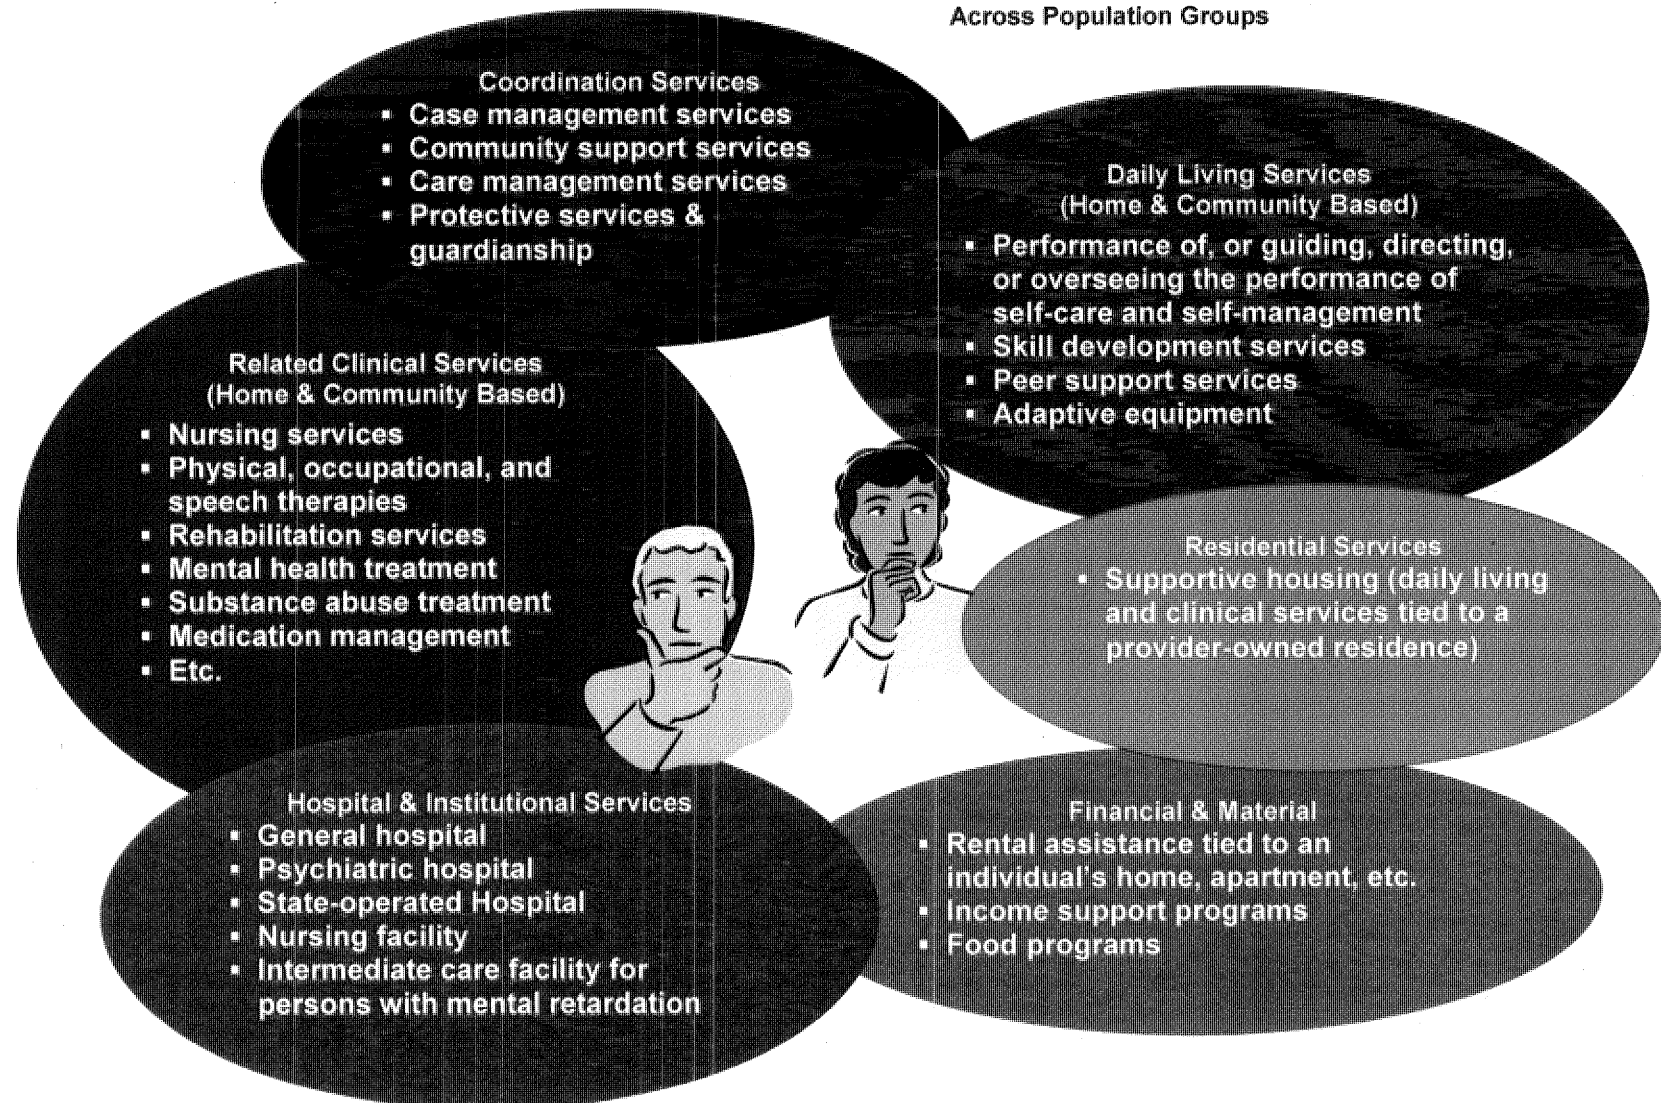 Across Population Groups
Coordination Services
▪ Case management services
▪ Community support services
▪ Care management services
▪ Protective services &
guardianship
Daily Living Services
(Home & Community Based)
▪ Performance of, or guiding, directing,
or overseeing the performance of
self-care and self-management
▪ Skill development services
▪ Peer support services
▪ Adaptive equipment
Related Clinical Services
(Home & Community Based)
▪ Nursing services
▪ Physical, occupational, and
speech therapies
▪ Rehabilitation services
▪ Mental health treatment
▪ Substance abuse treatment
▪ Medication management
▪ Etc.
Residential Services
▪ Supportive housing (daily living
and clinical services tied to a
provider-owned residence)
Hospital & Institutional Services
▪ General hospital
▪ Psychiatric hospital
▪ State-operated Hospital
▪ Nursing facility
▪ Intermediate care facility for
persons with mental retardation
Financial & Material
▪ Rental assistance tied to an
individual's home, apartment, etc.
▪ Income support programs
▪ Food programs